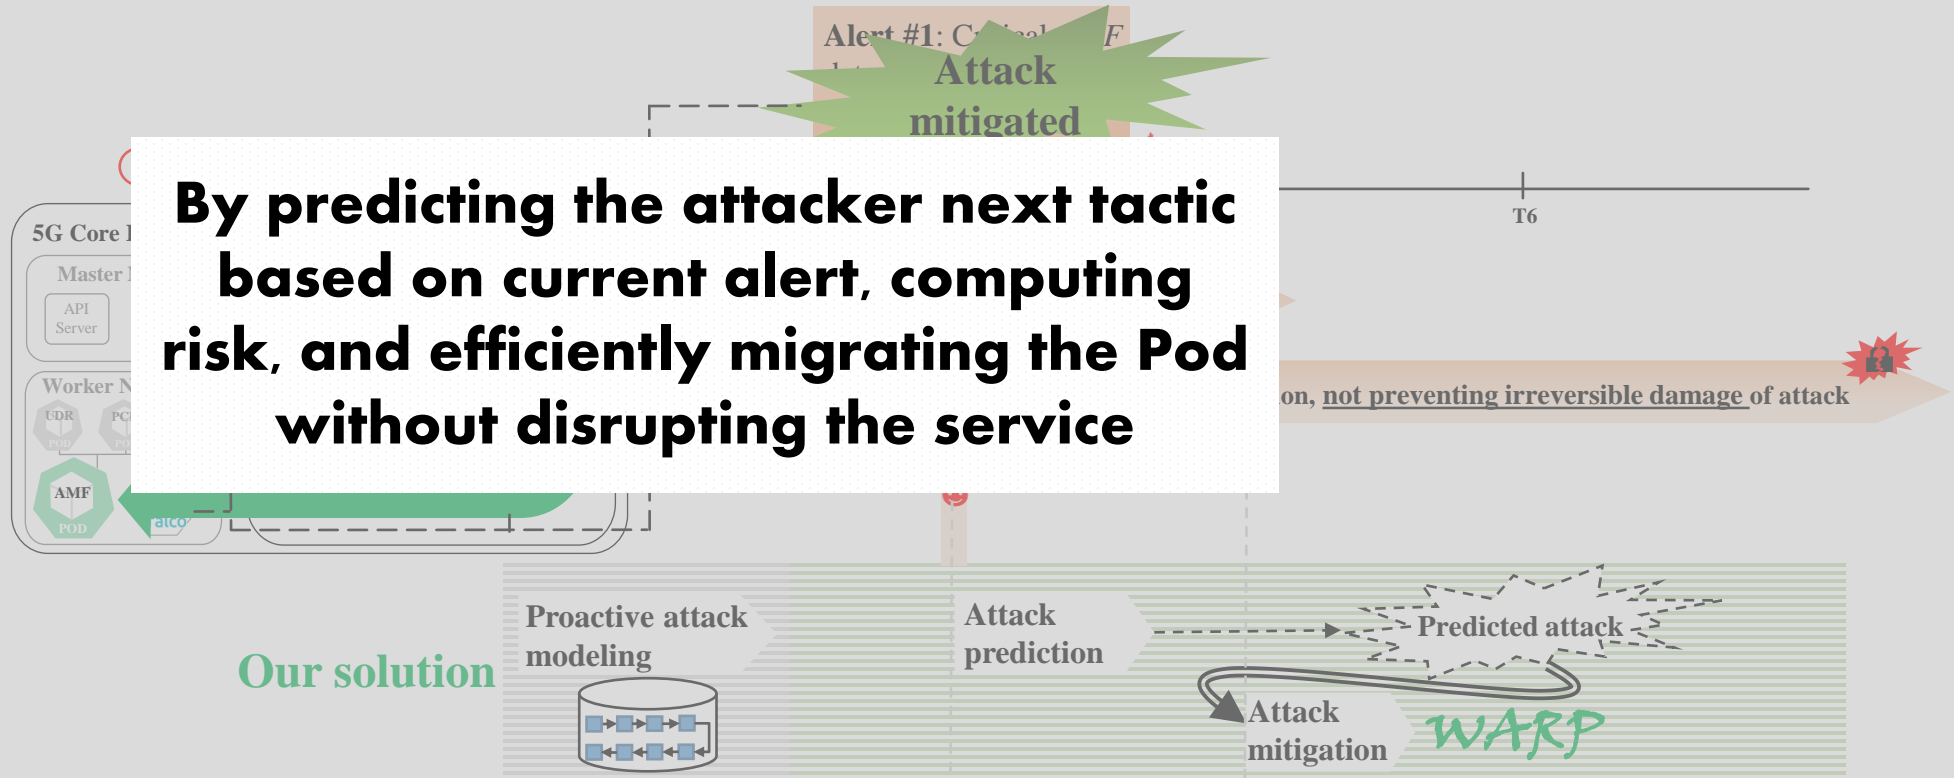 Alert #1: C
Attack
mitigated
By predicting the attacker next tactic
based on current alert, computing
risk, and efficiently migrating the Pod
without disrupting the service
T6
5G Core
Master
API
Server
Worker N
UDR
POD
AMF
POD
alco
on, not preventing irreversible damage of attack
Our solution
Proactive attack
modeling
Attack
prediction
Predicted attack
Attack
mitigation
WARP